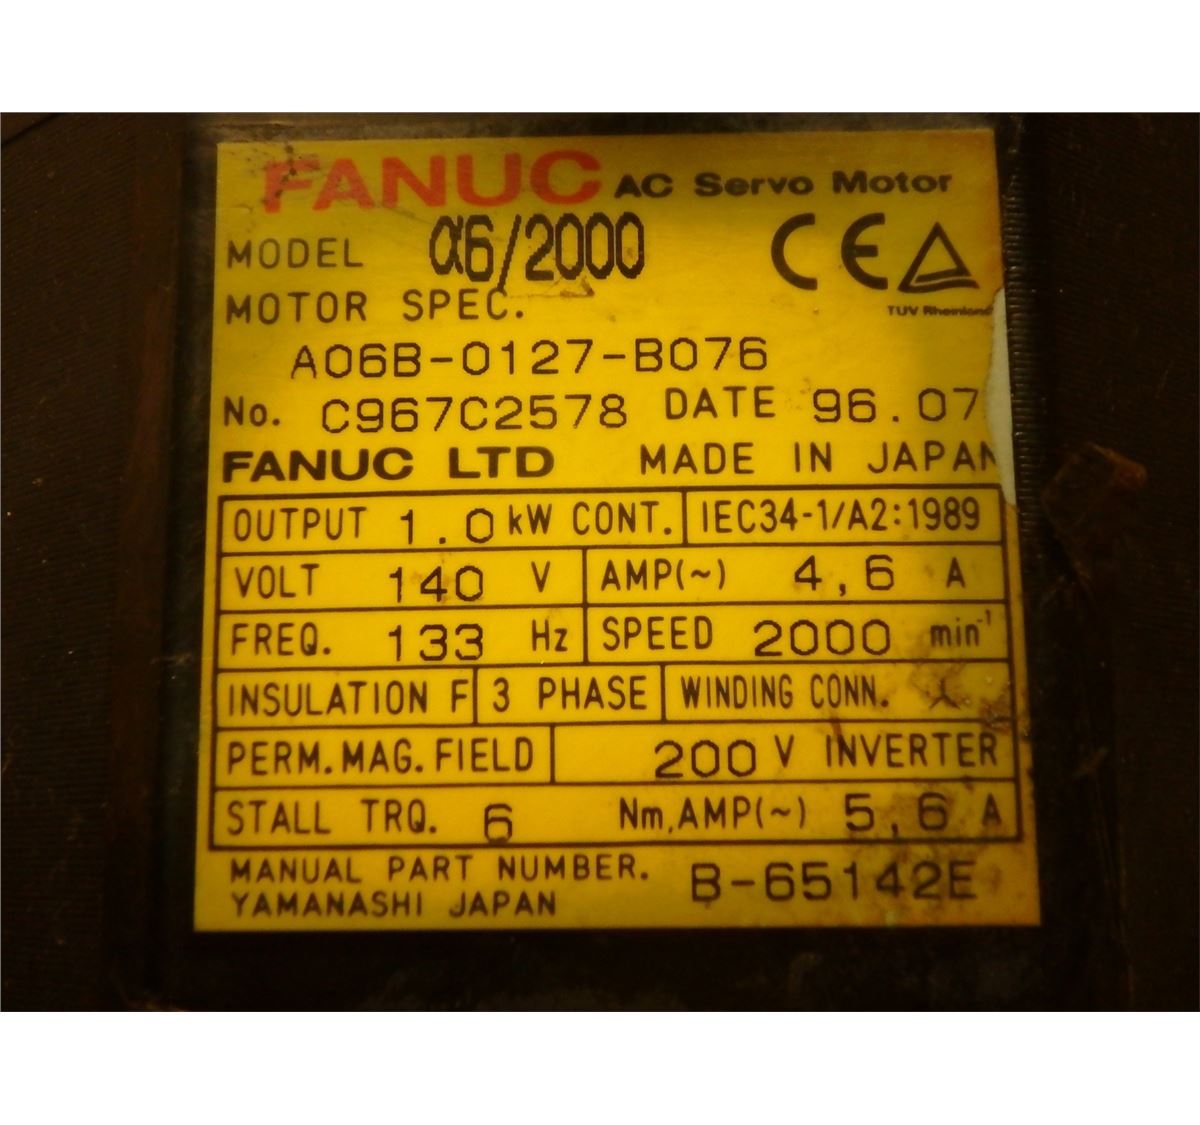 FANUC AC Servo Motor
MODEL α6/2000 CE
TUV Rheinland
MOTOR SPEC.
A06B-0127-B076
No. C967C2578 DATE 96.07
FANUC LTD MADE IN JAPAN
OUTPUT 1.0 kW CONT. IEC34-1/A2:1989
VOLT 140 V AMP(~) 4,6 A
FREQ. 133 Hz SPEED 2000 min⁻¹
INSULATION F 3 PHASE WINDING CONN.
PERM.MAG.FIELD 200 V INVERTER
STALL TRQ. 6 Nm,AMP(~) 5,6 A
MANUAL PART NUMBER. B-65142E
YAMANASHI JAPAN